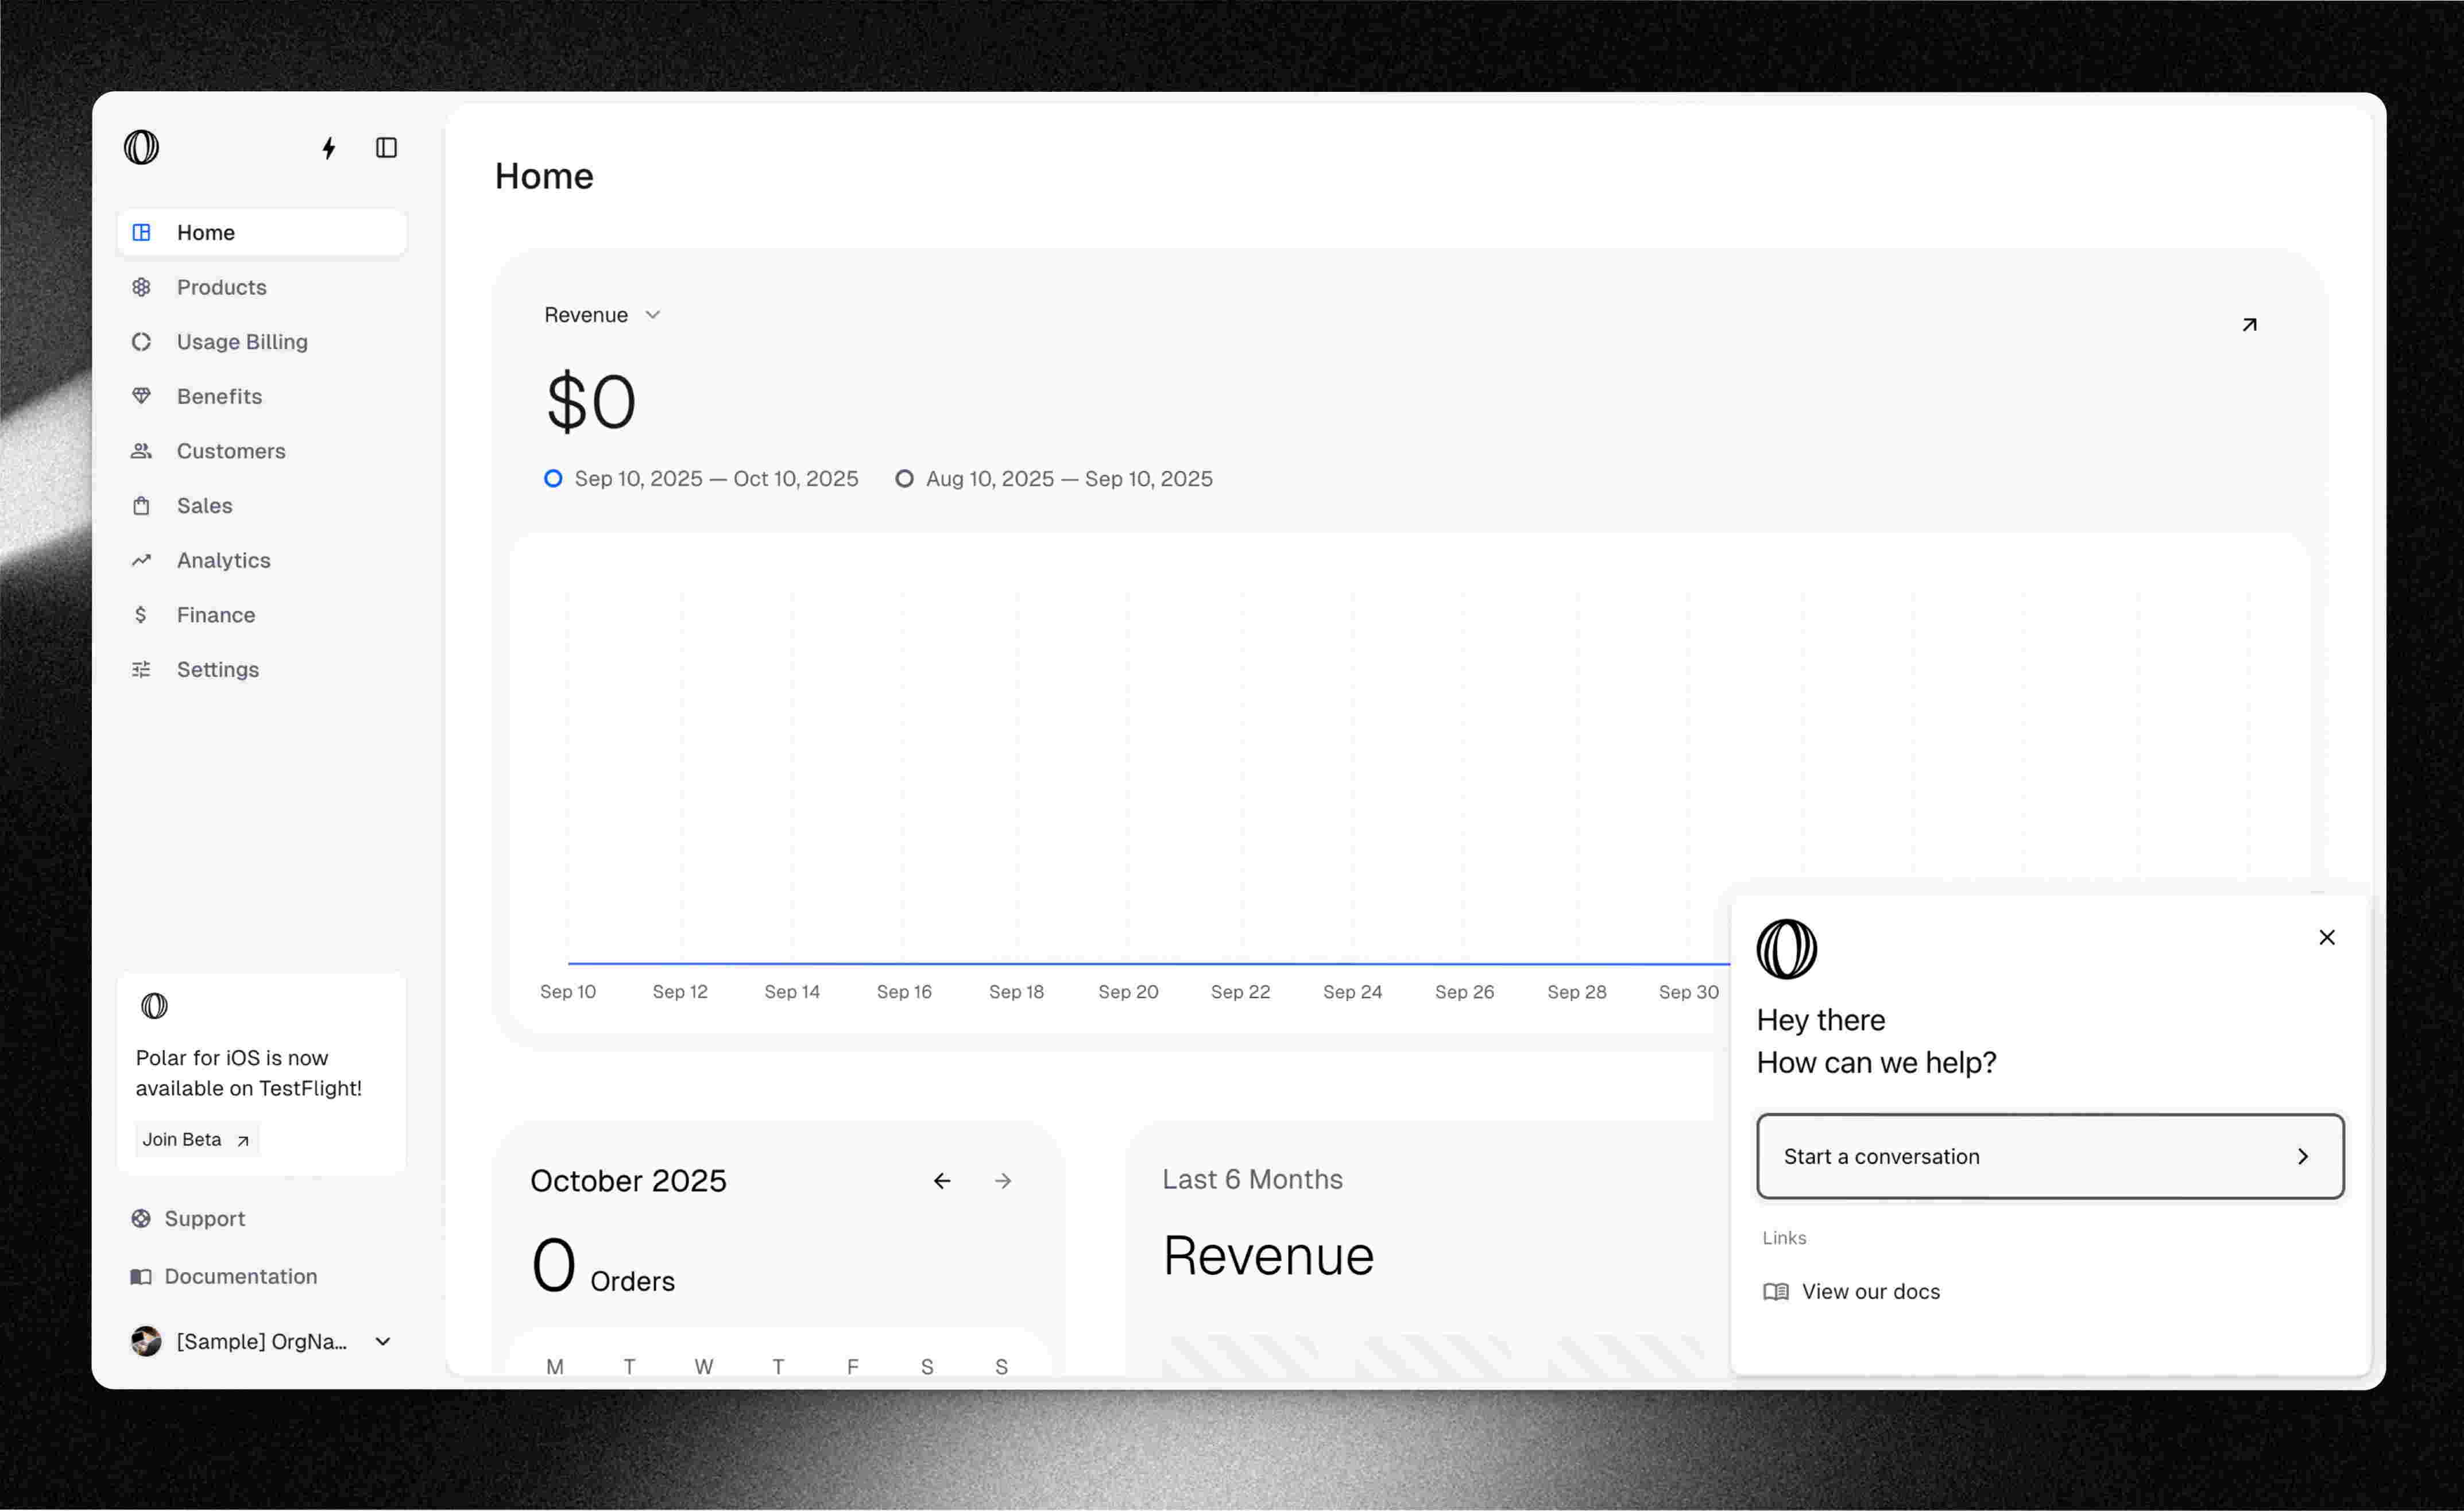 Home
Products
Usage Billing
Benefits
Customers
Sales
Analytics
Finance
Settings
Polar for iOS is now
available on TestFlight!
Join Beta
Support
Documentation
[Sample] OrgNa...
Home
Revenue
$0
Sep 10, 2025 — Oct 10, 2025 Aug 10, 2025 — Sep 10, 2025
Sep 10 Sep 12 Sep 14 Sep 16 Sep 18 Sep 20 Sep 22 Sep 24 Sep 26 Sep 28 Sep 30
October 2025
0 Orders
M T W T F S S
Last 6 Months
Revenue
Hey there
How can we help?
Start a conversation
Links
View our docs